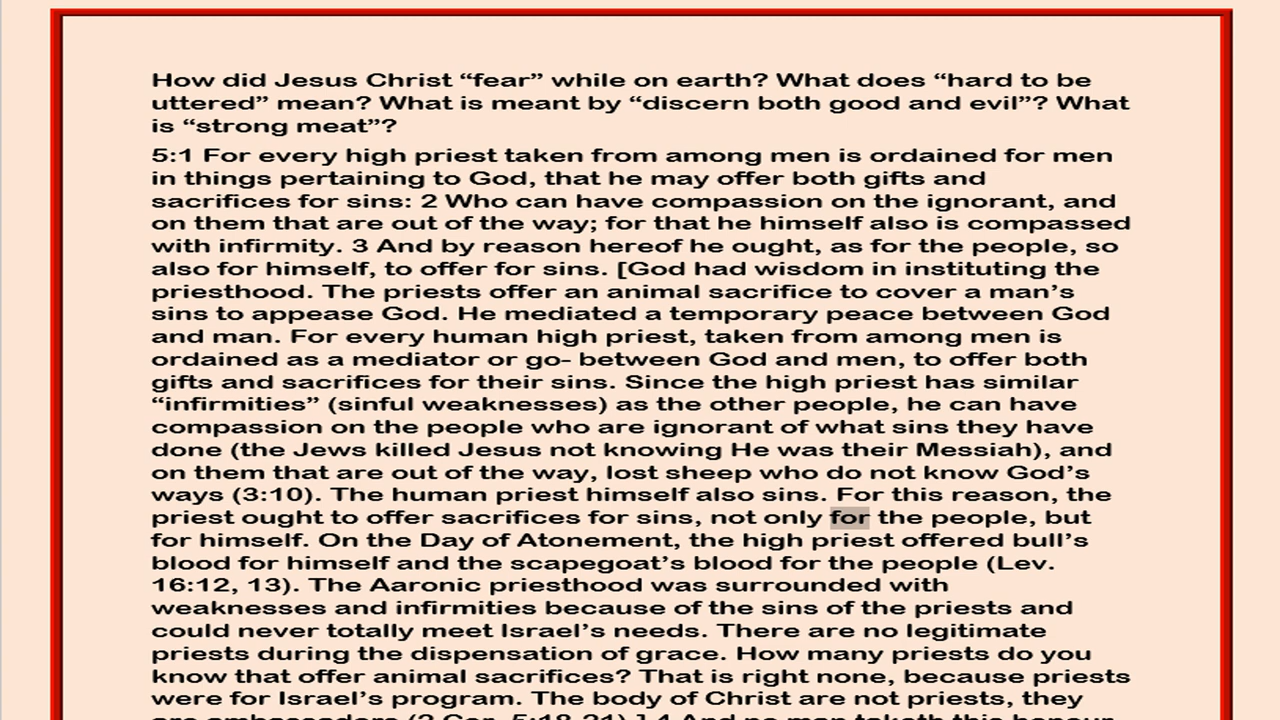 How did Jesus Christ “fear” while on earth? What does “hard to be
uttered” mean? What is meant by “discern both good and evil”? What
is “strong meat”?
5:1 For every high priest taken from among men is ordained for men
in things pertaining to God, that he may offer both gifts and
sacrifices for sins: 2 Who can have compassion on the ignorant, and
on them that are out of the way; for that he himself also is compassed
with infirmity. 3 And by reason hereof he ought, as for the people, so
also for himself, to offer for sins. [God had wisdom in instituting the
priesthood. The priests offer an animal sacrifice to cover a man’s
sins to appease God. He mediated a temporary peace between God
and man. For every human high priest, taken from among men is
ordained as a mediator or go- between God and men, to offer both
gifts and sacrifices for their sins. Since the high priest has similar
“infirmities” (sinful weaknesses) as the other people, he can have
compassion on the people who are ignorant of what sins they have
done (the Jews killed Jesus not knowing He was their Messiah), and
on them that are out of the way, lost sheep who do not know God’s
ways (3:10). The human priest himself also sins. For this reason, the
priest ought to offer sacrifices for sins, not only for the people, but
for himself. On the Day of Atonement, the high priest offered bull’s
blood for himself and the scapegoat’s blood for the people (Lev.
16:12, 13). The Aaronic priesthood was surrounded with
weaknesses and infirmities because of the sins of the priests and
could never totally meet Israel’s needs. There are no legitimate
priests during the dispensation of grace. How many priests do you
know that offer animal sacrifices? That is right none, because priests
were for Israel’s program. The body of Christ are not priests, they
are ambassadors (2 Cor. 5:18-21).] 4 And no man taketh this honour